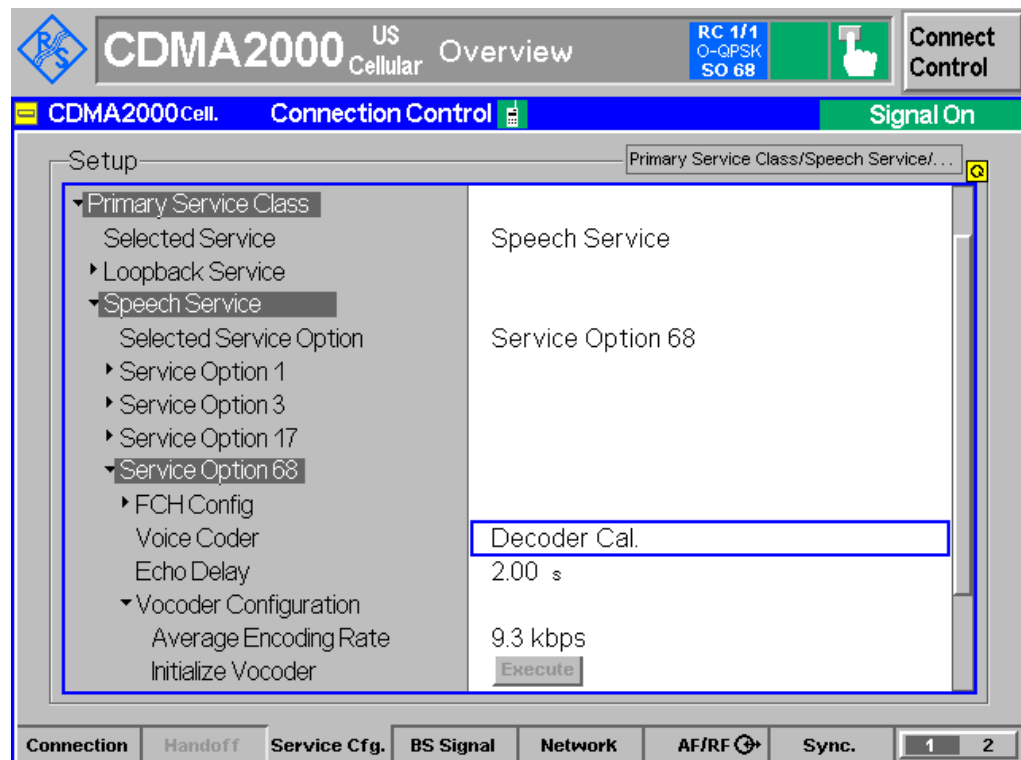 R&S CDMA2000 US Cellular Overview RC 1/1 O-QPSK SO 68 Connect Control
CDMA2000 Cell. Connection Control Signal On
Setup Primary Service Class/Speech Service/...
Primary Service Class
Selected Service Speech Service
Loopback Service
Speech Service
Selected Service Option Service Option 68
Service Option 1
Service Option 3
Service Option 17
Service Option 68
FCH Config
Voice Coder Decoder Cal.
Echo Delay 2.00 s
Vocoder Configuration
Average Encoding Rate 9.3 kbps
Initialize Vocoder Execute
Connection Handoff Service Cfg. BS Signal Network AF/RF Sync. 1 2